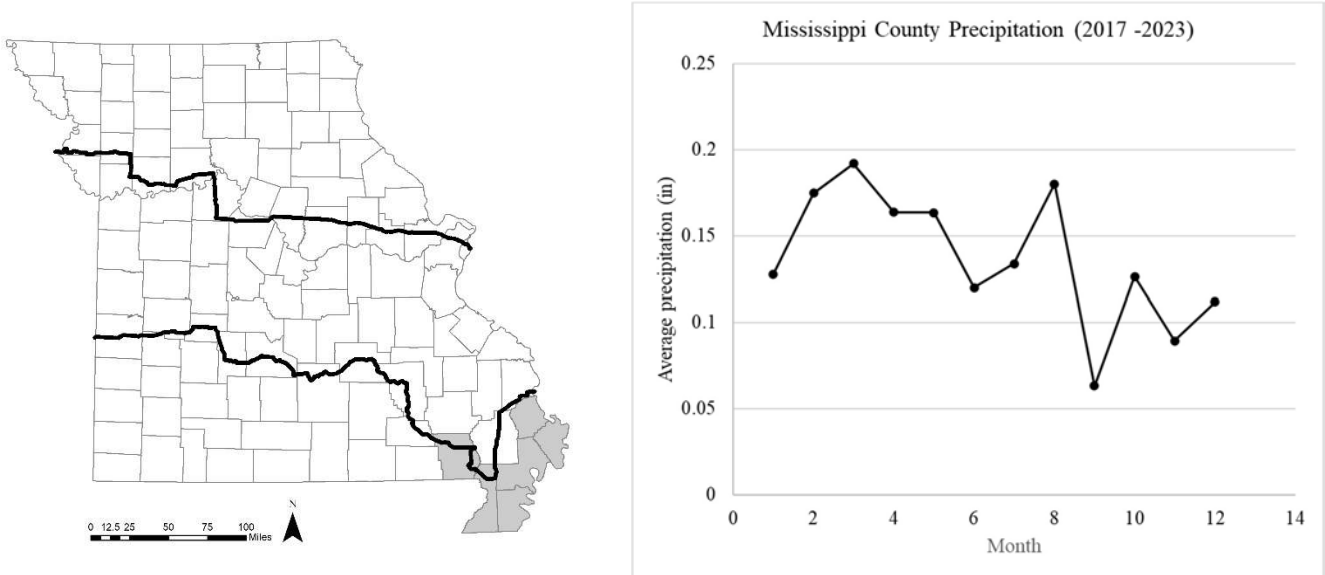 N
0 12.5 25 50 75 100
Miles
Mississippi County Precipitation (2017 -2023)
Average precipitation (in)
0.25
0.2
0.15
0.1
0.05
0
0 2 4 6 8 10 12 14
Month